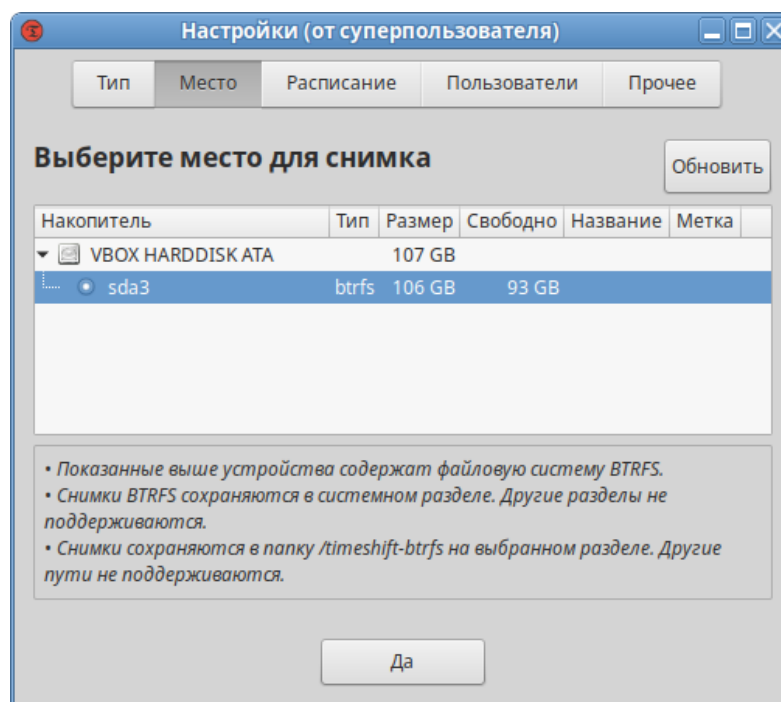 Настройки (от суперпользователя)
Тип Место Расписание Пользователи Прочее
Выберите место для снимка
Обновить
Накопитель Тип Размер Свободно Название Метка
VBOX HARDDISK ATA 107 GB
sda3 btrfs 106 GB 93 GB
• Показанные выше устройства содержат файловую систему BTRFS.
• Снимки BTRFS сохраняются в системном разделе. Другие разделы не
поддерживаются.
• Снимки сохраняются в папку /timeshift-btrfs на выбранном разделе. Другие
пути не поддерживаются.
Да